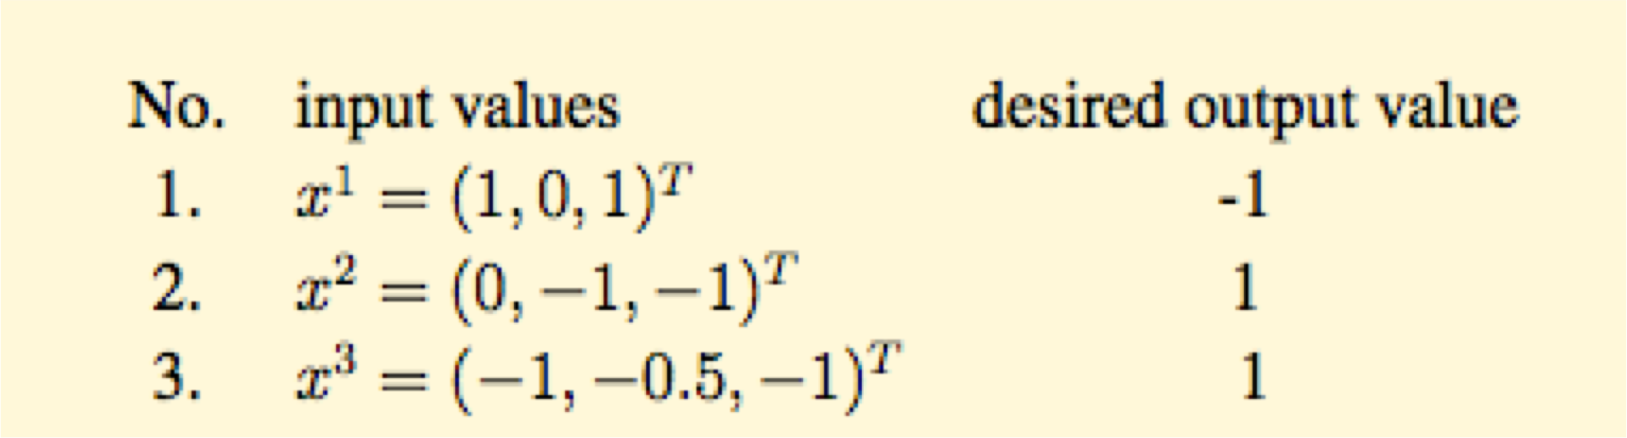 No. input values desired output value
1. x¹ = (1, 0, 1)ᵀ -1
2. x² = (0, −1, −1)ᵀ 1
3. x³ = (−1, −0.5, −1)ᵀ 1